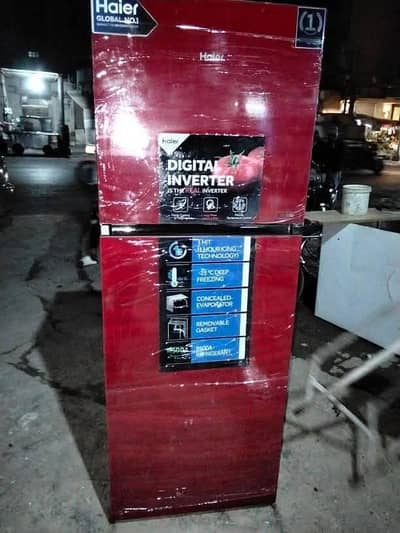 Haier
GLOBAL NO.1
1
Haier
Haier
DIGITAL
INVERTER
IS THE REAL INVERTER
1 HIT
TECHNOLOGY)
DEEP
FREEZING
CONCEALED
EVAPORATOR
REMOVABLE
GASKET
REFRIGERANT